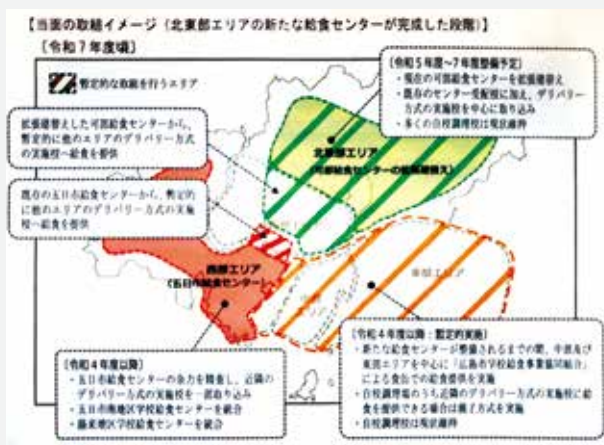 【当面の取組イメージ（北東部エリアの新たな給食センターが完成した段階）】
〔令和７年度頃〕
暫定的な取組を行うエリア
（令和５年度～７年度整備予定）
・現在の可部給食センターを拡張建替え
・既存のセンター受配校に加え、デリバリー
方式の実施校を中心に取り込み
・多くの自校調理校は現状維持
拡張建替えした可部給食センターから、
暫定的に他のエリアのデリバリー方式
の実施校へ給食を提供
北東部エリア
（可部給食センターの拡張建替え）
既存の五日市給食センターから、暫定的
に他のエリアのデリバリー方式の実施
校へ給食を提供
西部エリア
（五日市給食センター）
東部エリア
エリア
（令和４年度以降）
・五日市給食センターの余力を精査し、近隣の
デリバリー方式の実施校を一部取り込み
・五日市南地区学校給食センターを統合
・湯来地区学校給食センターを統合
（令和４年度以降：暫定的実施）
・新たな給食センターが整備されるまでの間、中部及び
東部エリアを中心に「広島市学校給食事業協同組合」
による食缶での給食提供を実施
・自校調理場のうち近隣のデリバリー方式の実施校に給
食を提供できる場合は親子方式を実施
・自校調理校は現状維持